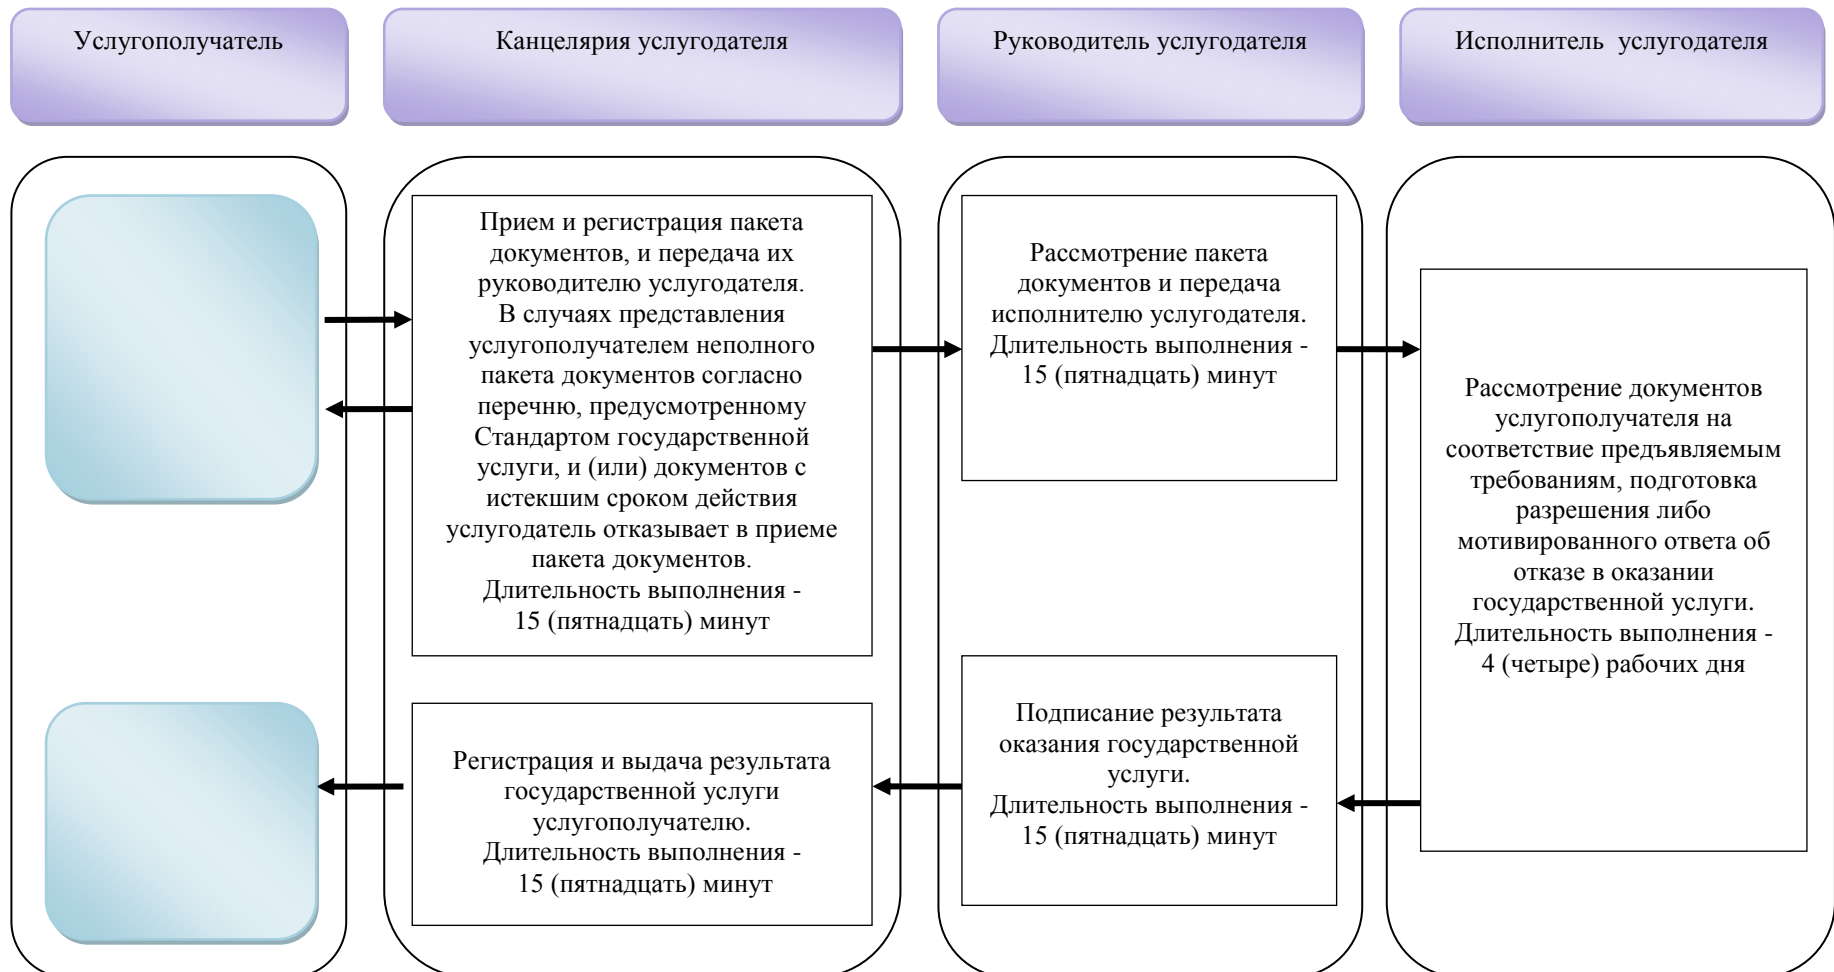 Услугополучатель
Канцелярия услугодателя
Руководитель услугодателя
Исполнитель услугодателя
Прием и регистрация пакета
документов, и передача их
руководителю услугодателя.
В случаях представления
услугополучателем неполного
пакета документов согласно
перечню, предусмотренному
Стандартом государственной
услуги, и (или) документов с
истекшим сроком действия
услугодатель отказывает в приеме
пакета документов.
Длительность выполнения -
15 (пятнадцать) минут
Рассмотрение пакета
документов и передача
исполнителю услугодателя.
Длительность выполнения -
15 (пятнадцать) минут
Рассмотрение документов
услугополучателя на
соответствие предъявляемым
требованиям, подготовка
разрешения либо
мотивированного ответа об
отказе в оказании
государственной услуги.
Длительность выполнения -
4 (четыре) рабочих дня
Подписание результата
оказания государственной
услуги.
Длительность выполнения -
15 (пятнадцать) минут
Регистрация и выдача результата
государственной услуги
услугополучателю.
Длительность выполнения -
15 (пятнадцать) минут